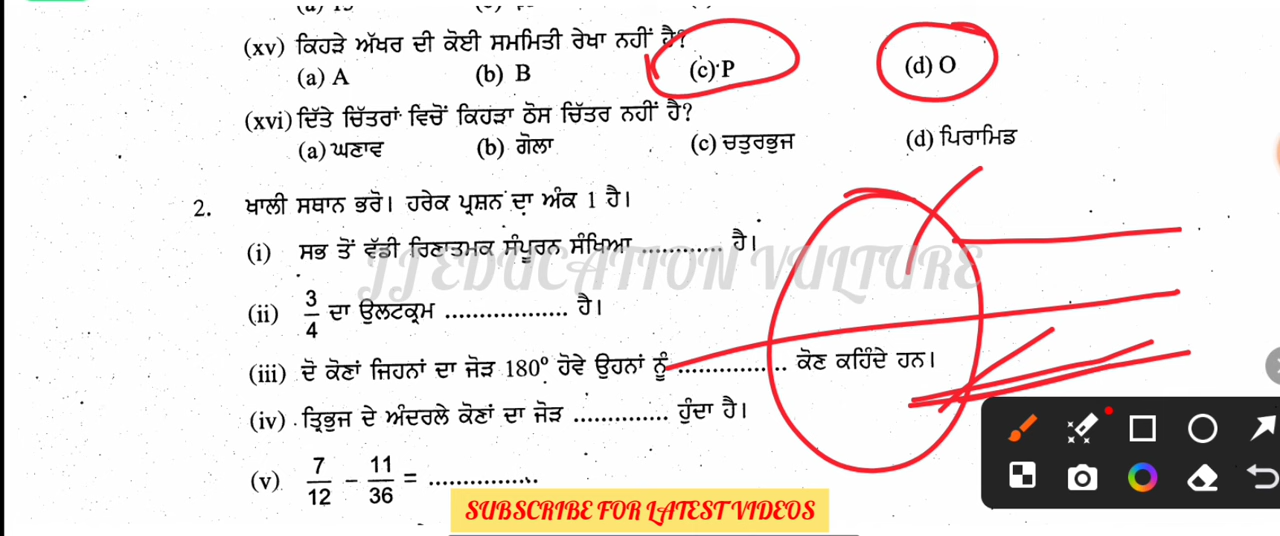 (xv) ਕਿਹੜੇ ਅੱਖਰ ਦੀ ਕੋਈ ਸਮਮਿਤੀ ਰੇਖਾ ਨਹੀਂ ਹੈ?
(a) A (b) B (c) P (d) O
(xvi) ਦਿੱਤੇ ਚਿੱਤਰਾਂ ਵਿਚੋਂ ਕਿਹੜਾ ਠੋਸ ਚਿੱਤਰ ਨਹੀਂ ਹੈ?
(a) ਘਣਾਵ (b) ਗੋਲਾ (c) ਚਤੁਰਭੁਜ (d) ਪਿਰਾਮਿਡ
2. ਖਾਲੀ ਸਥਾਨ ਭਰੋ। ਹਰੇਕ ਪ੍ਰਸ਼ਨ ਦਾ ਅੰਕ 1 ਹੈ।
(i) ਸਭ ਤੋਂ ਵੱਡੀ ਰਿਣਾਤਮਕ ਸੰਪੂਰਨ ਸੰਖਿਆ ............ ਹੈ।
JJ EDUCATION VULTURE
(ii) 3/4 ਦਾ ਉਲਟਕ੍ਰਮ .................. ਹੈ।
(iii) ਦੋ ਕੋਣਾਂ ਜਿਹਨਾਂ ਦਾ ਜੋੜ 180° ਹੋਵੇ ਉਹਨਾਂ ਨੂੰ ................ ਕੋਣ ਕਹਿੰਦੇ ਹਨ।
(iv) ਤ੍ਰਿਭੁਜ ਦੇ ਅੰਦਰਲੇ ਕੋਣਾਂ ਦਾ ਜੋੜ .............. ਹੁੰਦਾ ਹੈ।
(v) 7/12 - 11/36 = ................
SUBSCRIBE FOR LATEST VIDEOS